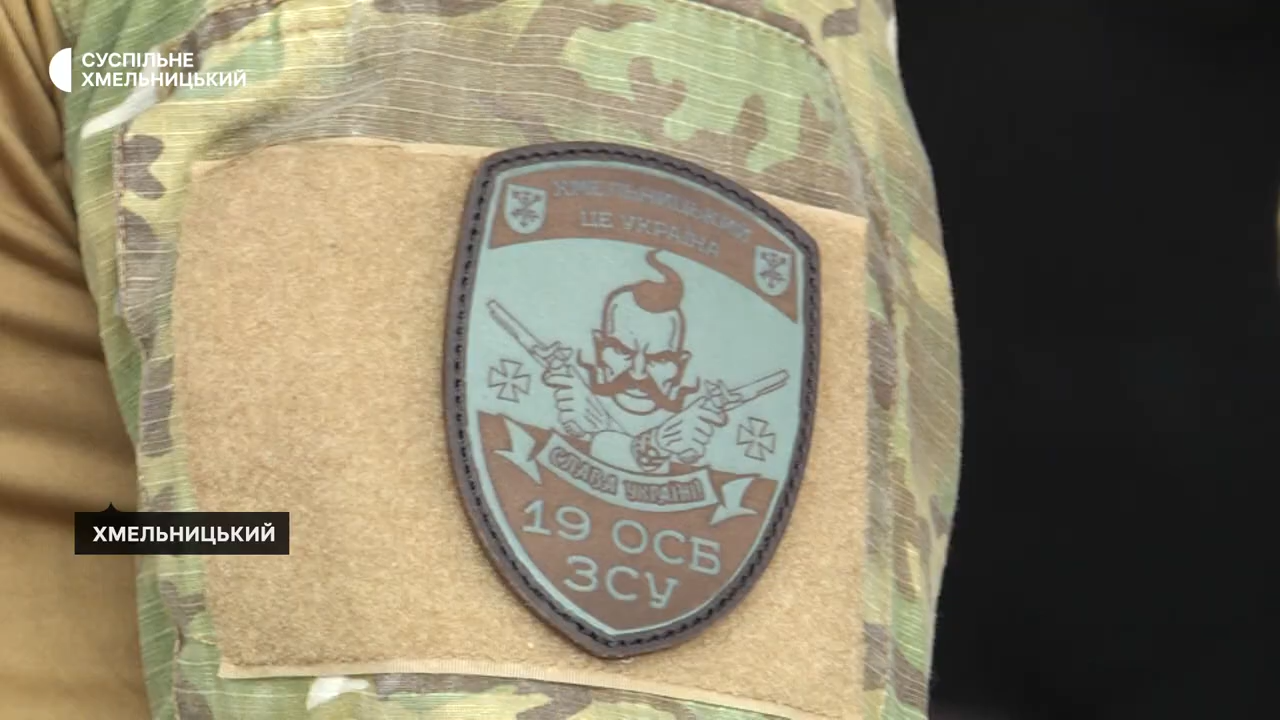 СУСПІЛЬНЕ
ХМЕЛЬНИЦЬКИЙ
ХМЕЛЬНИЦЬКИЙ
ЦЕ УКРАЇНА
СЛАВА УКРАЇНІ!
19 ОСБ
ЗСУ
ХМЕЛЬНИЦЬКИЙ